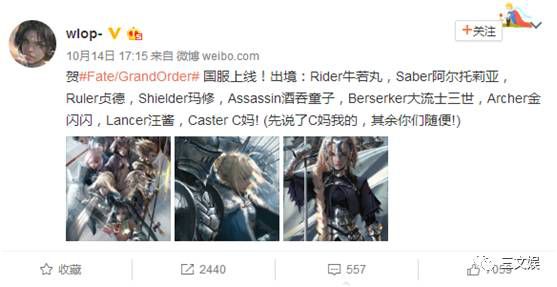 wlop-
+关注
10月14日 17:15 来自 微博 weibo.com
贺#Fate/GrandOrder# 国服上线！出境：Rider牛若丸，Saber阿尔托莉亚，
Ruler贞德，Shielder玛修，Assassin酒吞童子，Berserker大流士三世，Archer金
闪闪，Lancer汪酱，Caster C妈! (先说了C妈我的，其余你们随便!)
收藏
2440
557
三文娱